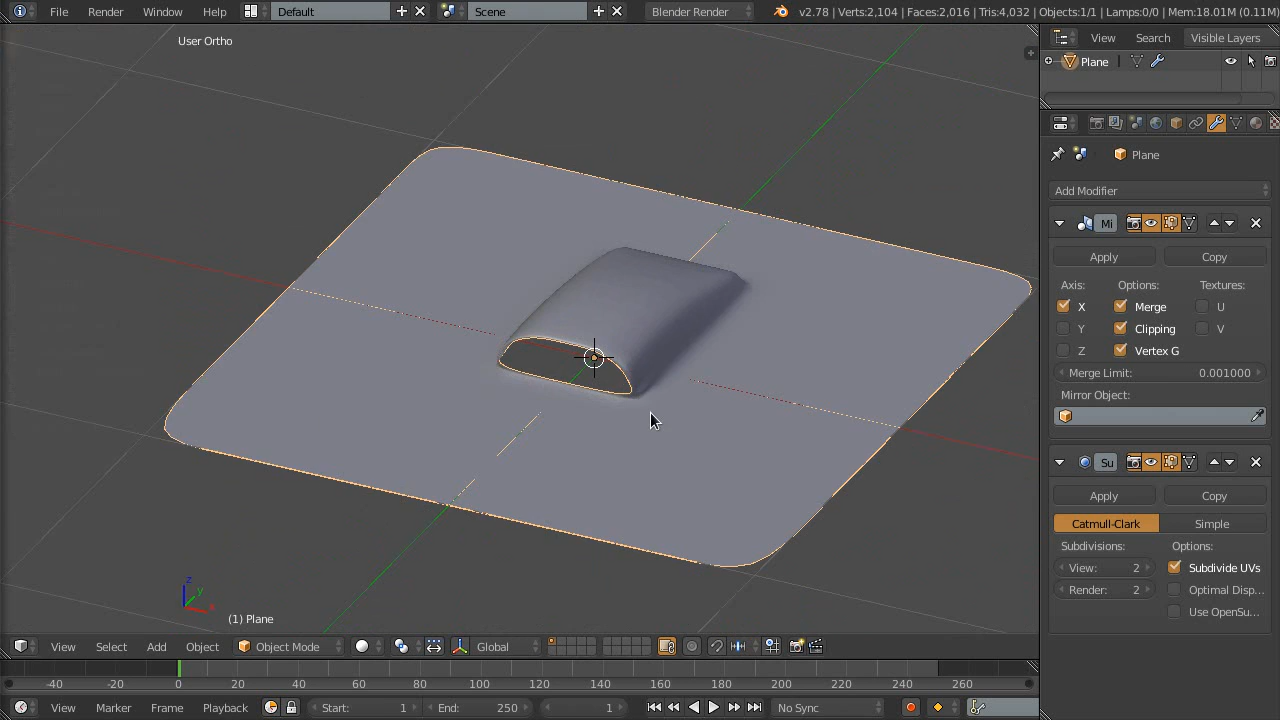 File Render Window Help Default Scene Blender Render v2.78 | Verts:2,104 | Faces:2,016 | Tris:4,032 | Objects:1/1 | Lamps:0/0 | Mem:18.01M (0.11M)
User Ortho
View Search Visible Layers
Plane
Plane
Add Modifier
Mi
Apply Copy
Axis: Options: Textures:
X Merge U
Y Clipping V
Z Vertex G
Merge Limit: 0.001000
Mirror Object:
Su
Apply Copy
Catmull-Clark Simple
Subdivisions: Options:
View: 2 Subdivide UVs
Render: 2 Optimal Disp...
Use OpenSu...
z
y
x
(1) Plane
View Select Add Object Object Mode Global
-40 -20 0 20 40 60 80 100 120 140 160 180 200 220 240 260
View Marker Frame Playback Start: 1 End: 250 1 No Sync